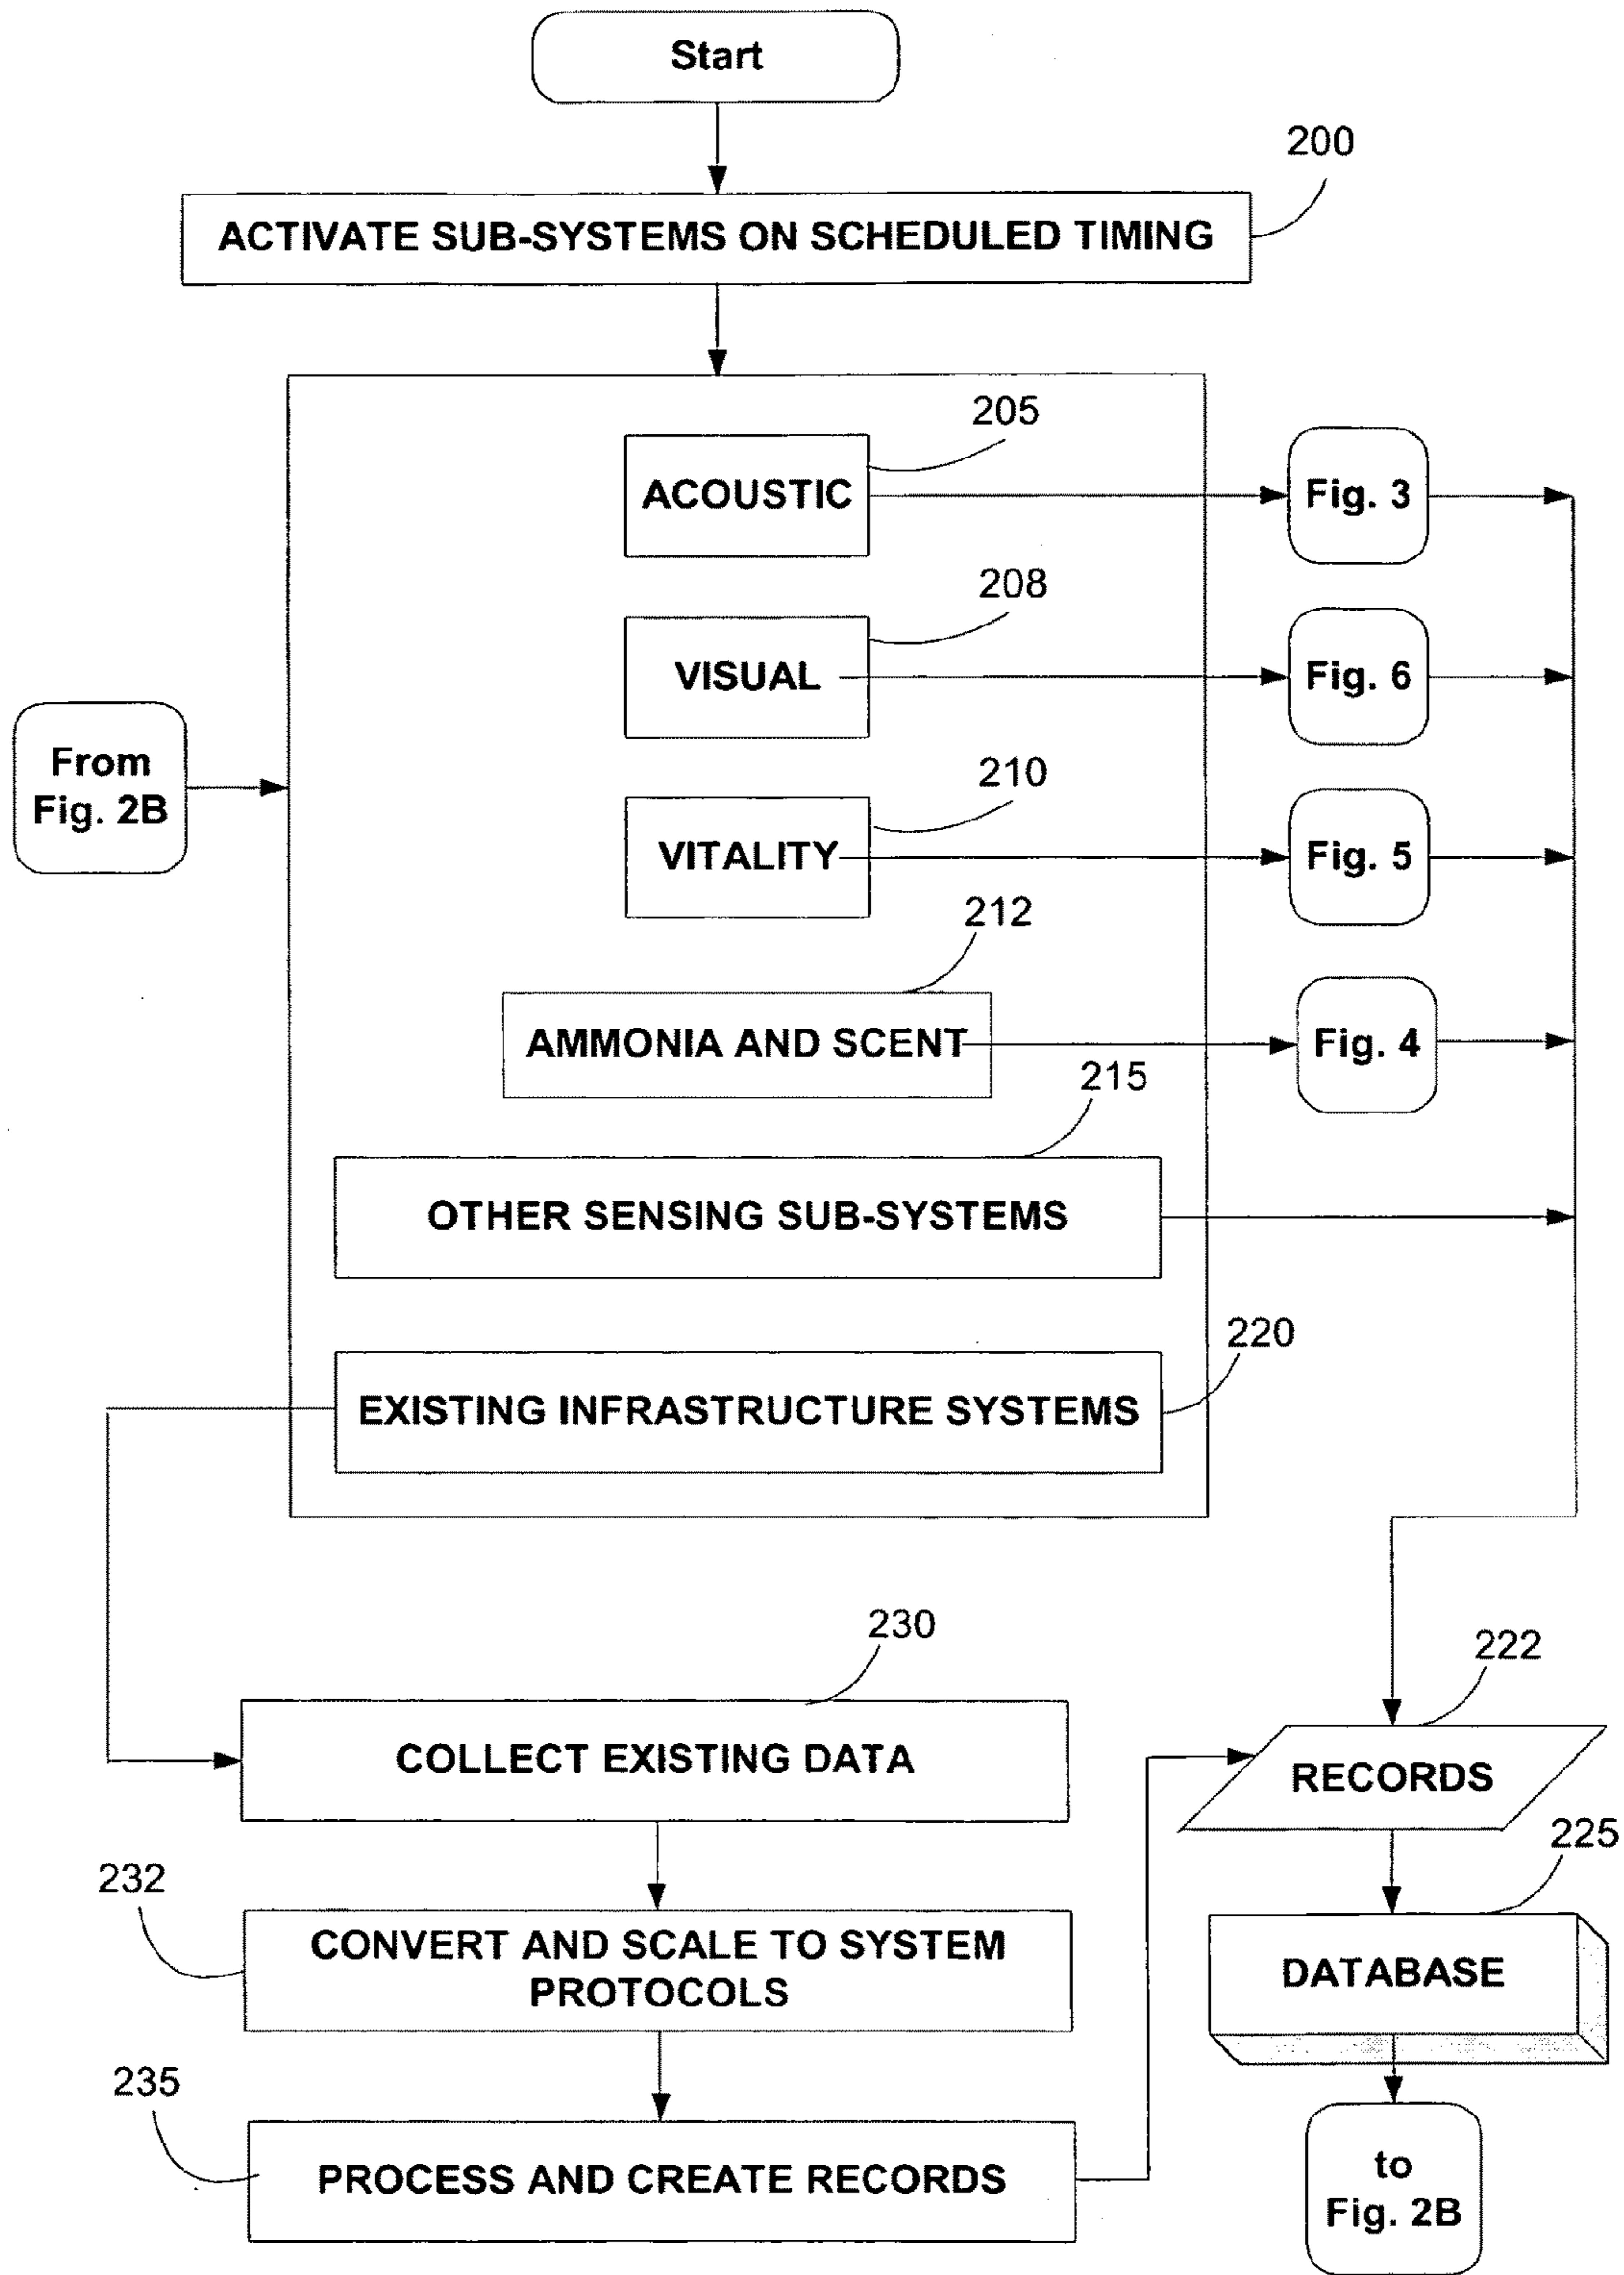 Start
200
ACTIVATE SUB-SYSTEMS ON SCHEDULED TIMING
205
ACOUSTIC
Fig. 3
208
VISUAL
Fig. 6
From
Fig. 2B
210
VITALITY
Fig. 5
212
AMMONIA AND SCENT
Fig. 4
215
OTHER SENSING SUB-SYSTEMS
220
EXISTING INFRASTRUCTURE SYSTEMS
230
COLLECT EXISTING DATA
222
RECORDS
232
CONVERT AND SCALE TO SYSTEM
PROTOCOLS
225
DATABASE
235
PROCESS AND CREATE RECORDS
to
Fig. 2B